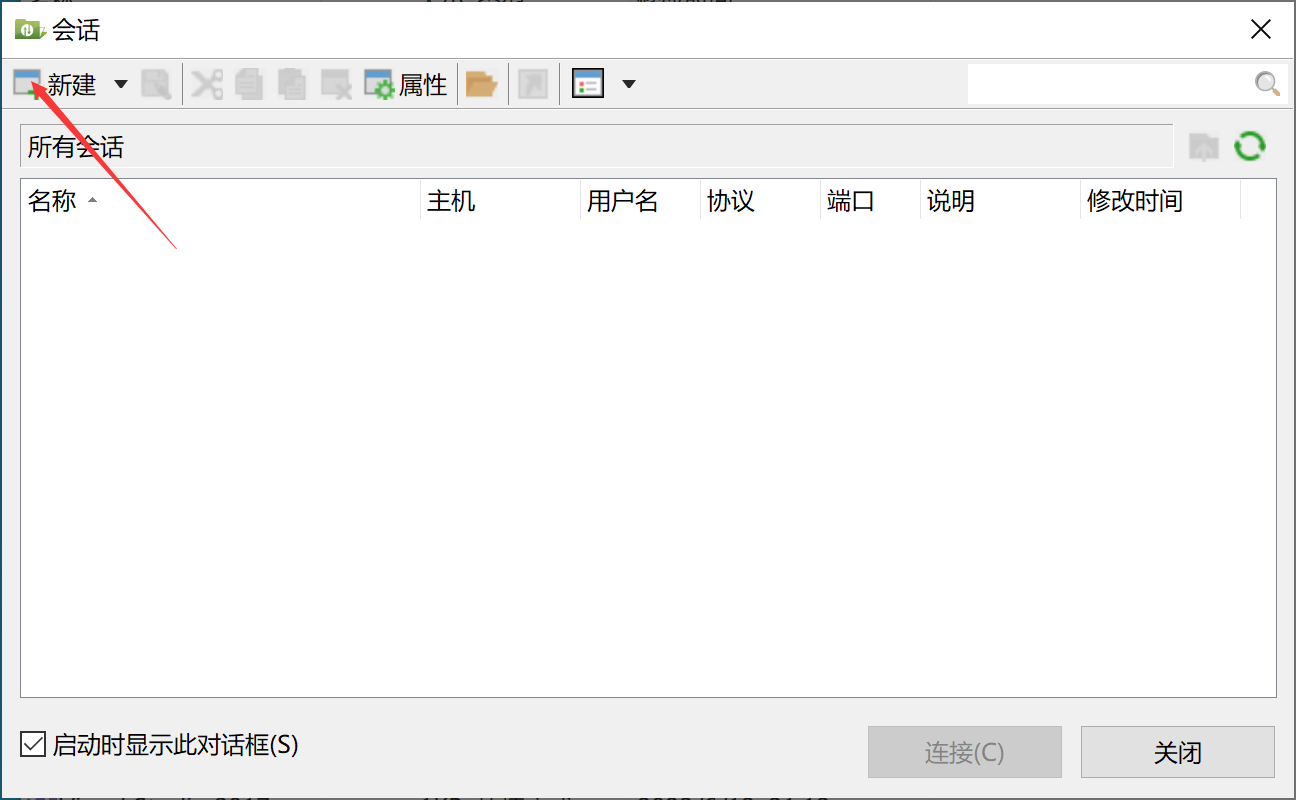 会话
新建 属性
所有会话
名称 主机 用户名 协议 端口 说明 修改时间
启动时显示此对话框(S) 连接(C) 关闭